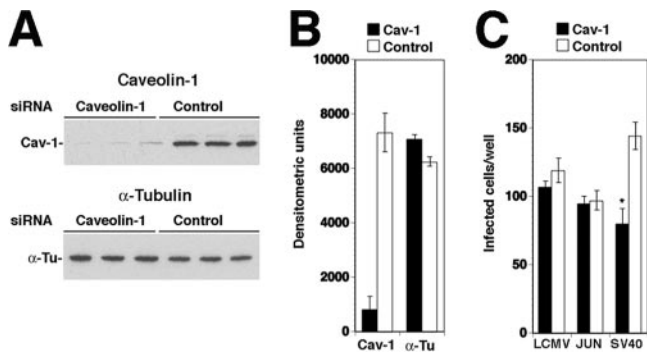 A
Caveolin-1
siRNA Caveolin-1 Control
Cav-1-
α-Tubulin
siRNA Caveolin-1 Control
α-Tu-
B
Cav-1
Control
Densitometric units
10000
8000
6000
4000
2000
0
Cav-1 α-Tu
C
Cav-1
Control
Infected cells/well
200
150
100
50
0
*
LCMV JUN SV40